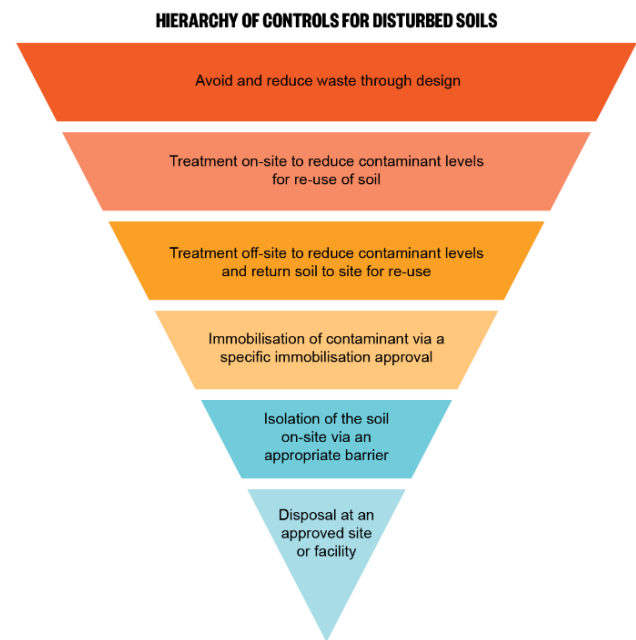 HIERARCHY OF CONTROLS FOR DISTURBED SOILS
Avoid and reduce waste through design
Treatment on-site to reduce contaminant levels
for re-use of soil
Treatment off-site to reduce contaminant levels
and return soil to site for re-use
Immobilisation of contaminant via a
specific immobilisation approval
Isolation of the soil
on-site via an
appropriate barrier
Disposal at an
approved site
or facility